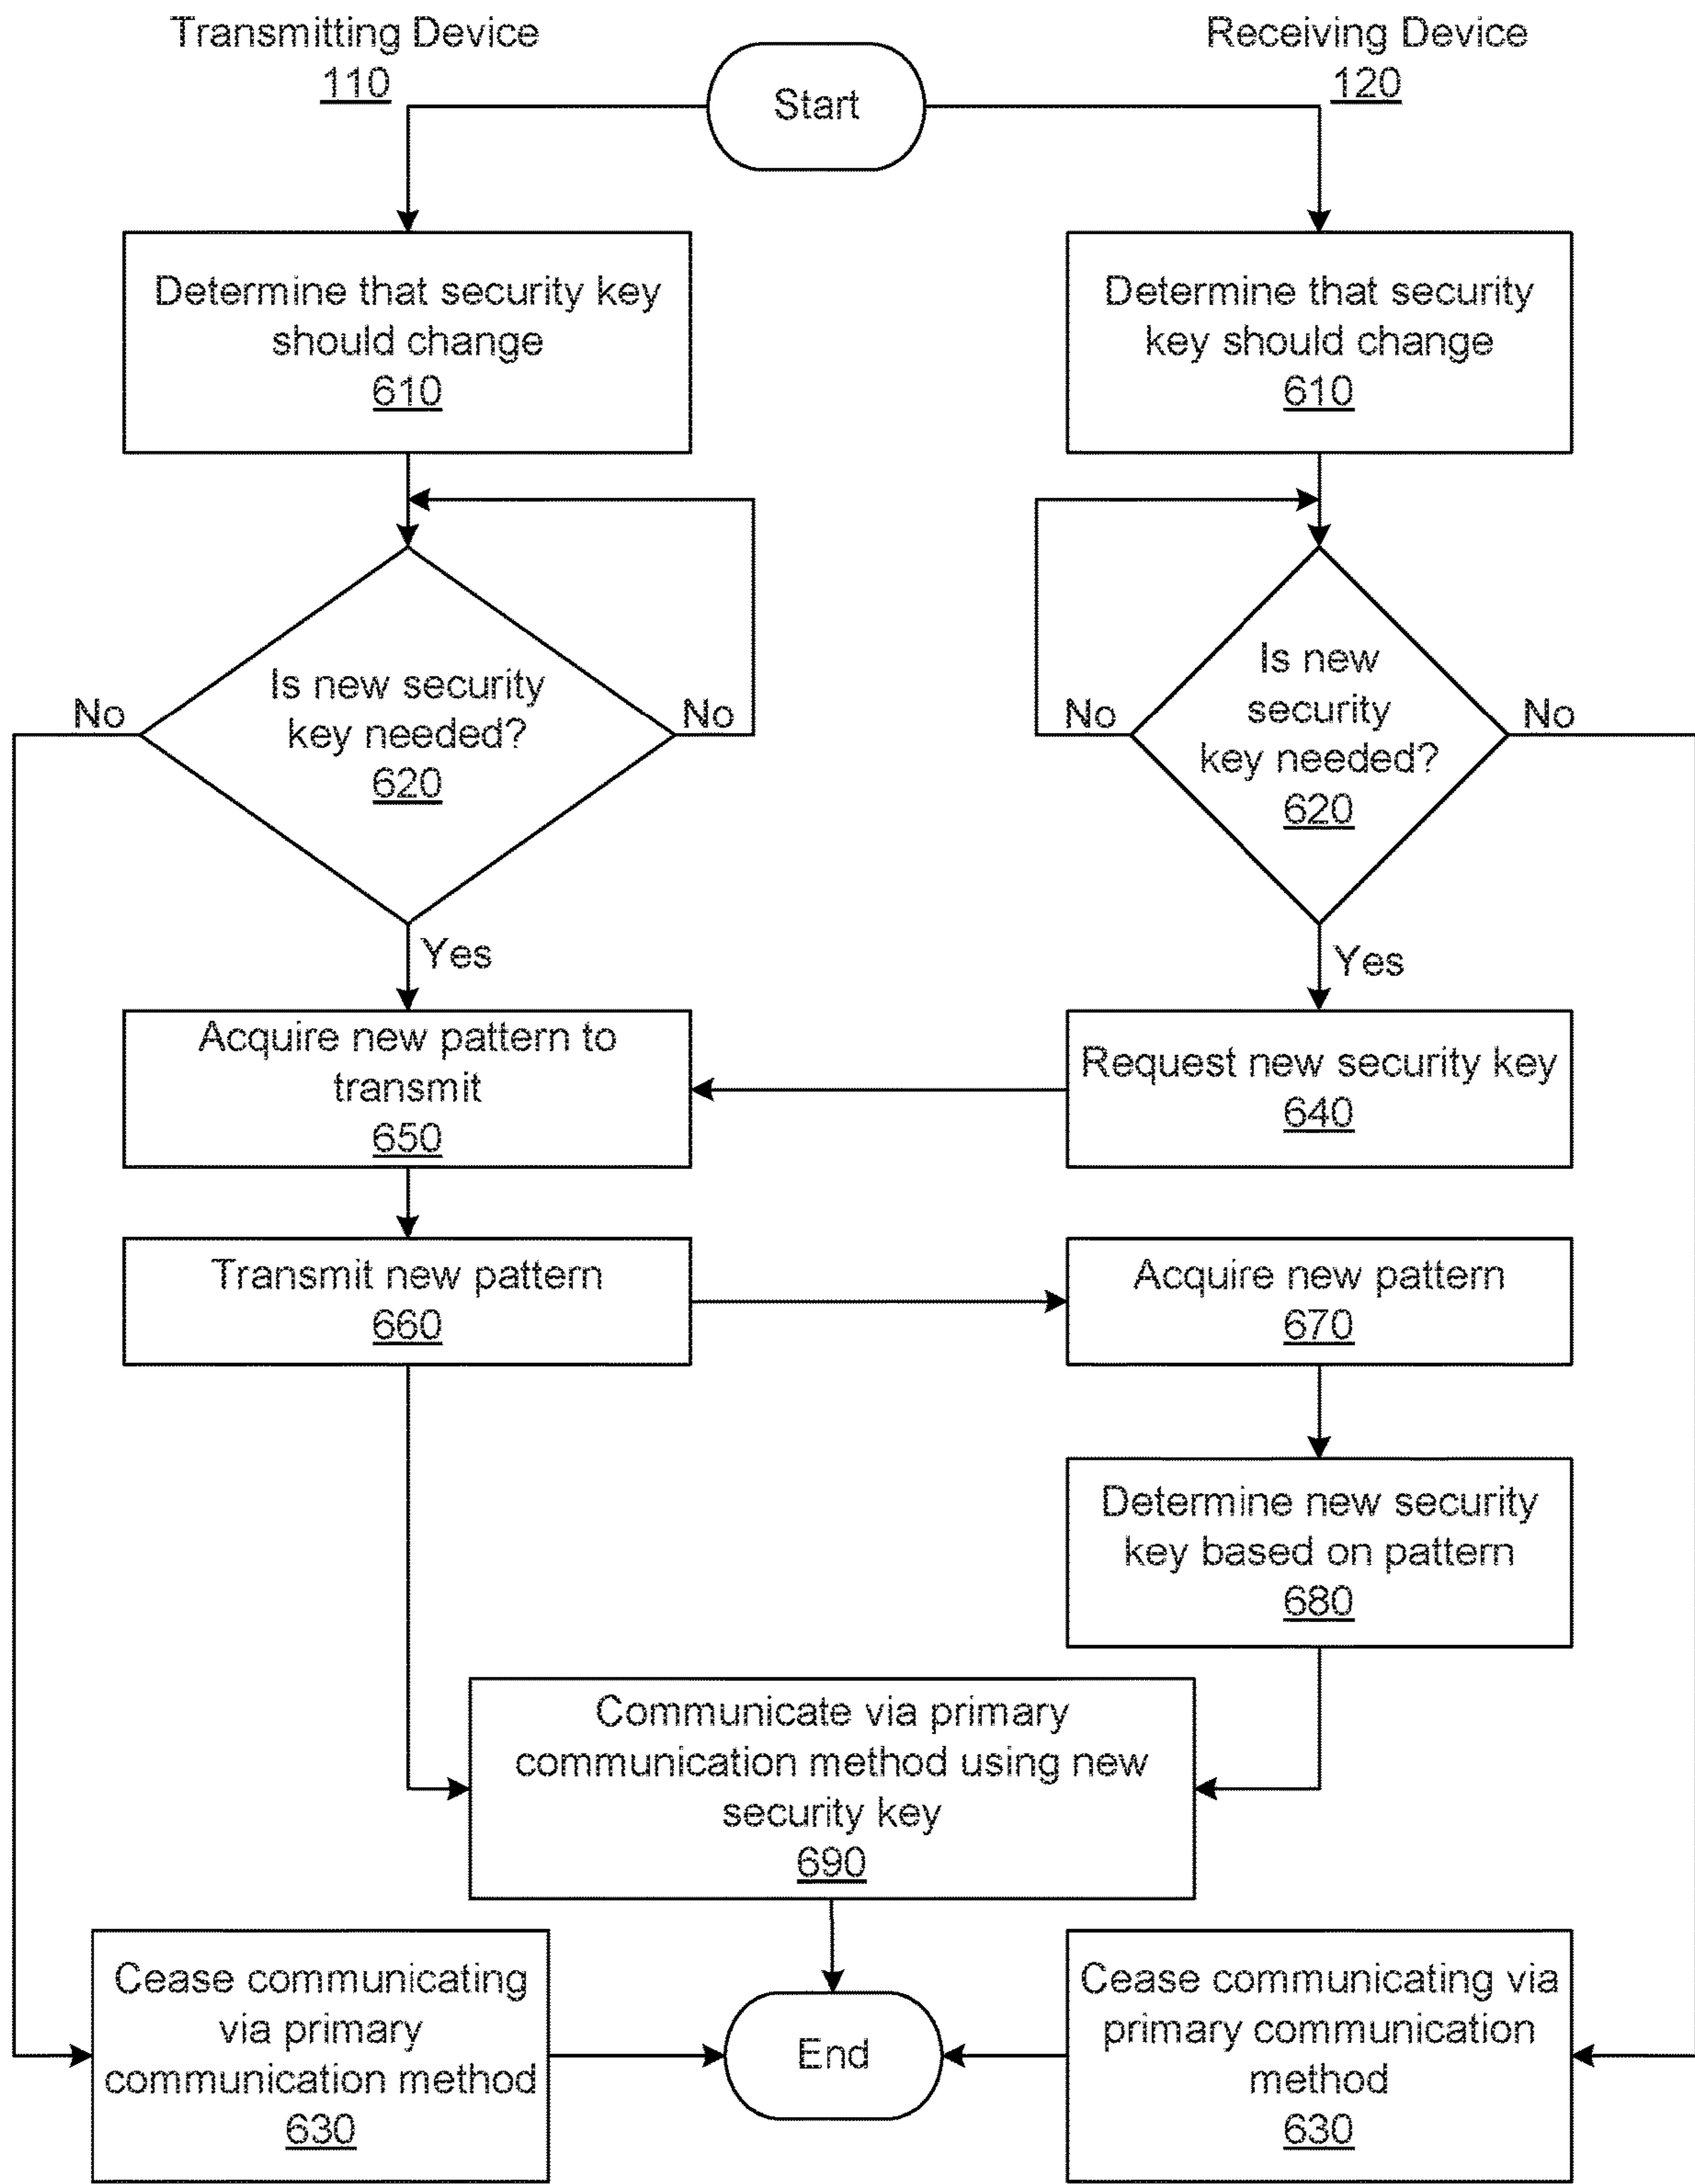 Transmitting Device
110
Receiving Device
120
Start
Determine that security key
should change
610
Determine that security
key should change
610
Is new security
key needed?
620
No
No
Is new
security
key needed?
620
No
No
Yes
Yes
Acquire new pattern to
transmit
650
Request new security key
640
Transmit new pattern
660
Acquire new pattern
670
Determine new security
key based on pattern
680
Communicate via primary
communication method using new
security key
690
Cease communicating
via primary
communication method
630
End
Cease communicating via
primary communication
method
630